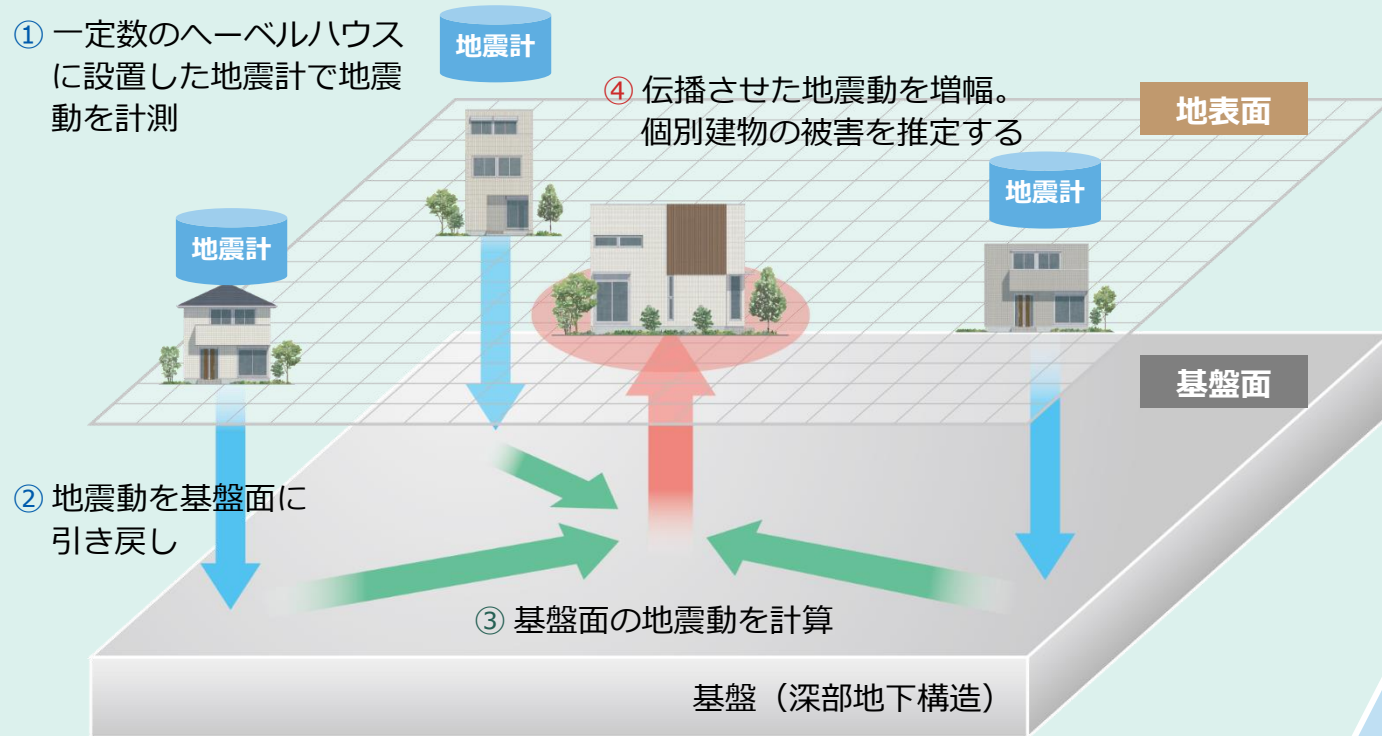 ① 一定数のへーベルハウス
に設置した地震計で地震
動を計測
地震計
④ 伝播させた地震動を増幅。
個別建物の被害を推定する
地表面
地震計
地震計
基盤面
② 地震動を基盤面に
引き戻し
③ 基盤面の地震動を計算
基盤（深部地下構造）